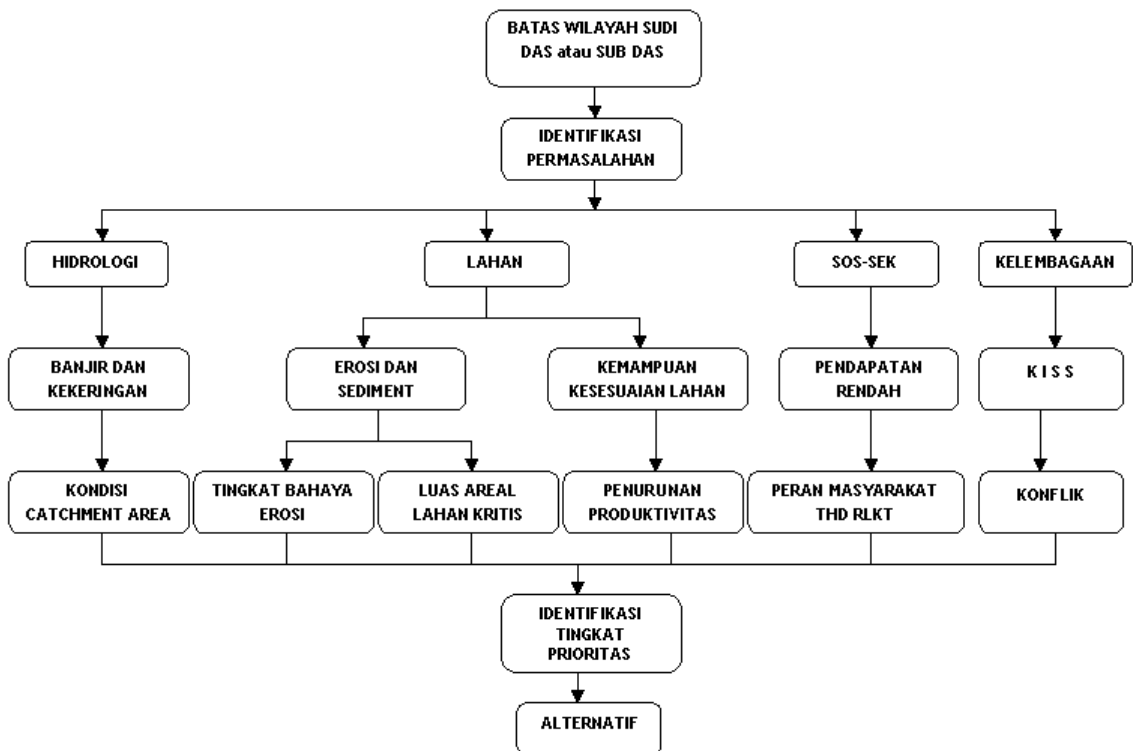 BATAS WILAYAH SUDI
DAS atau SUB DAS
IDENTIFIKASI
PERMASALAHAN
HIDROLOGI
LAHAN
SOS-SEK
KELEMBAGAAN
BANJIR DAN
KEKERINGAN
EROSI DAN
SEDIMENT
KEMAMPUAN
KESESUAIAN LAHAN
PENDAPATAN
RENDAH
K I S S
KONDISI
CATCHMENT AREA
TINGKAT BAHAYA
EROSI
LUAS AREAL
LAHAN KRITIS
PENURUNAN
PRODUKTIVITAS
PERAN MASYARAKAT
THD RLKT
KONFLIK
IDENTIFIKASI
TINGKAT
PRIORITAS
ALTERNATIF